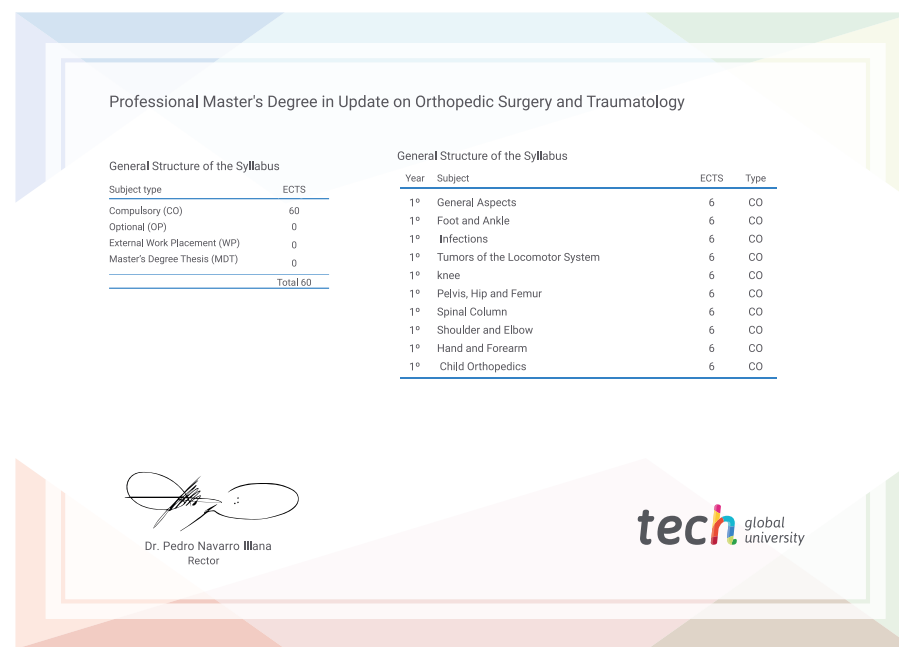 Professional Master's Degree in Update on Orthopedic Surgery and Traumatology
General Structure of the Syllabus
Subject type ECTS
Compulsory (CO) 60
Optional (OP) 0
External Work Placement (WP) 0
Master's Degree Thesis (MDT) 0
Total 60
General Structure of the Syllabus
Year Subject ECTS Type
1º General Aspects 6 CO
1º Foot and Ankle 6 CO
1º Infections 6 CO
1º Tumors of the Locomotor System 6 CO
1º knee 6 CO
1º Pelvis, Hip and Femur 6 CO
1º Spinal Column 6 CO
1º Shoulder and Elbow 6 CO
1º Hand and Forearm 6 CO
1º Child Orthopedics 6 CO
Dr. Pedro Navarro Illana
Rector
tech global
university